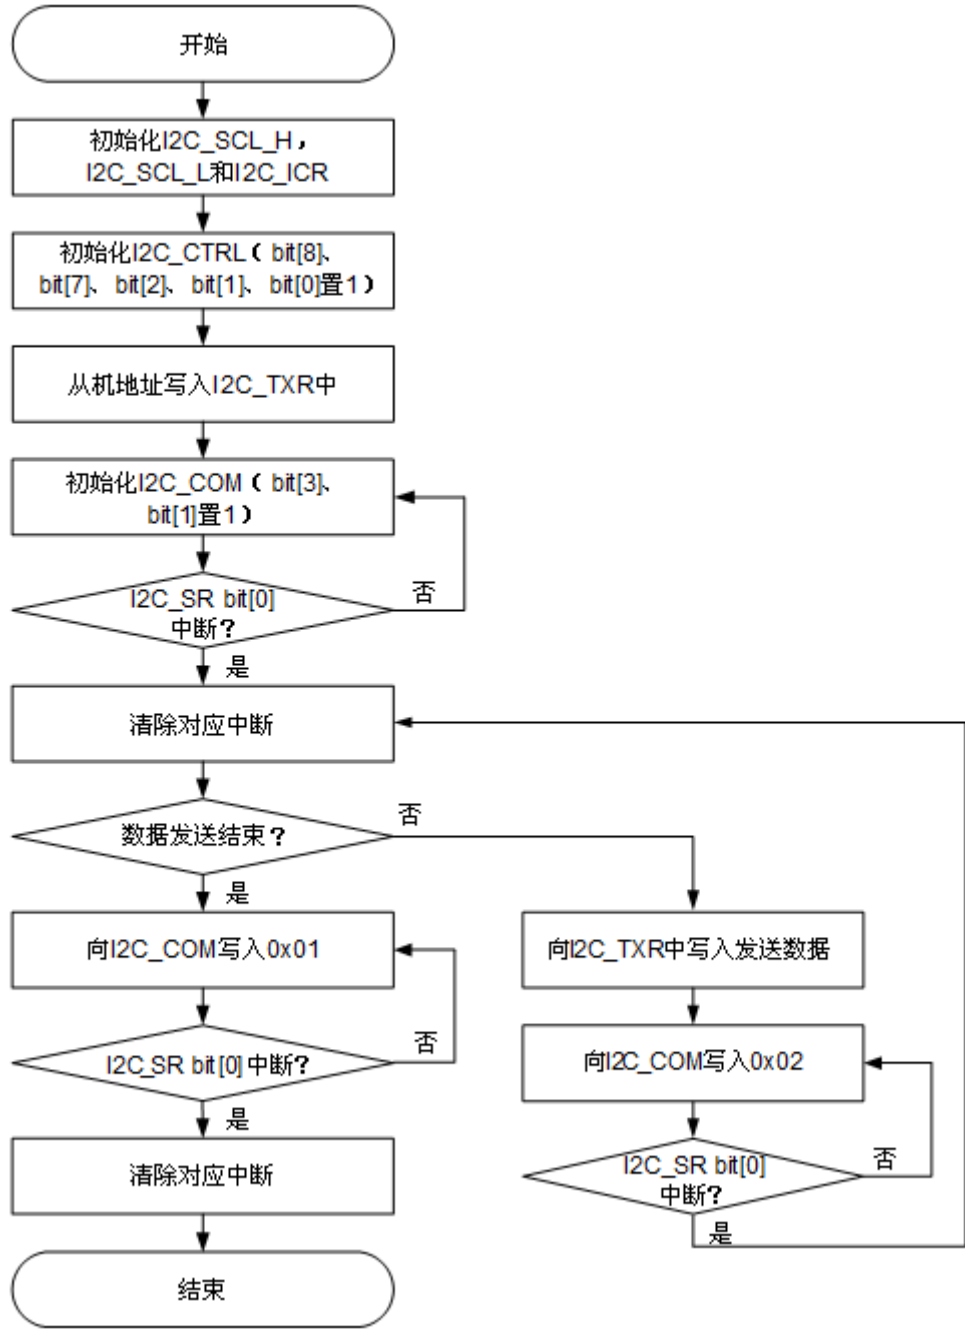 开始
初始化I2C_SCL_H，
I2C_SCL_L和I2C_ICR
初始化I2C_CTRL（bit[8]、
bit[7]、bit[2]、bit[1]、bit[0]置1）
从机地址写入I2C_TXR中
初始化I2C_COM（bit[3]、
bit[1]置1）
I2C_SR bit[0]
中断？
否
是
清除对应中断
数据发送结束？
否
是
向I2C_COM写入0x01
I2C_SR bit[0]中断？
否
是
清除对应中断
结束
向I2C_TXR中写入发送数据
向I2C_COM写入0x02
I2C_SR bit[0]
中断？
否
是